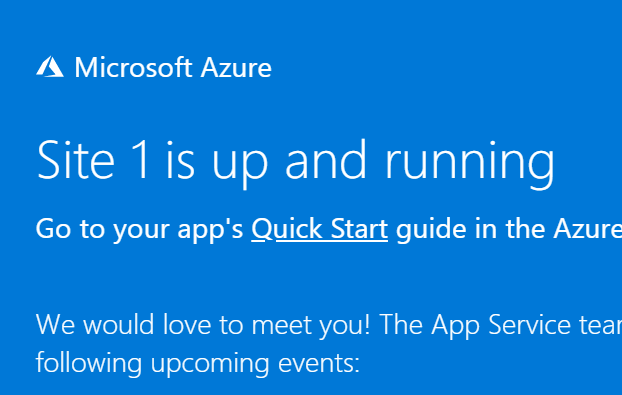 Microsoft Azure
Site 1 is up and running
Go to your app's Quick Start guide in the Azure
We would love to meet you! The App Service
following upcoming events: